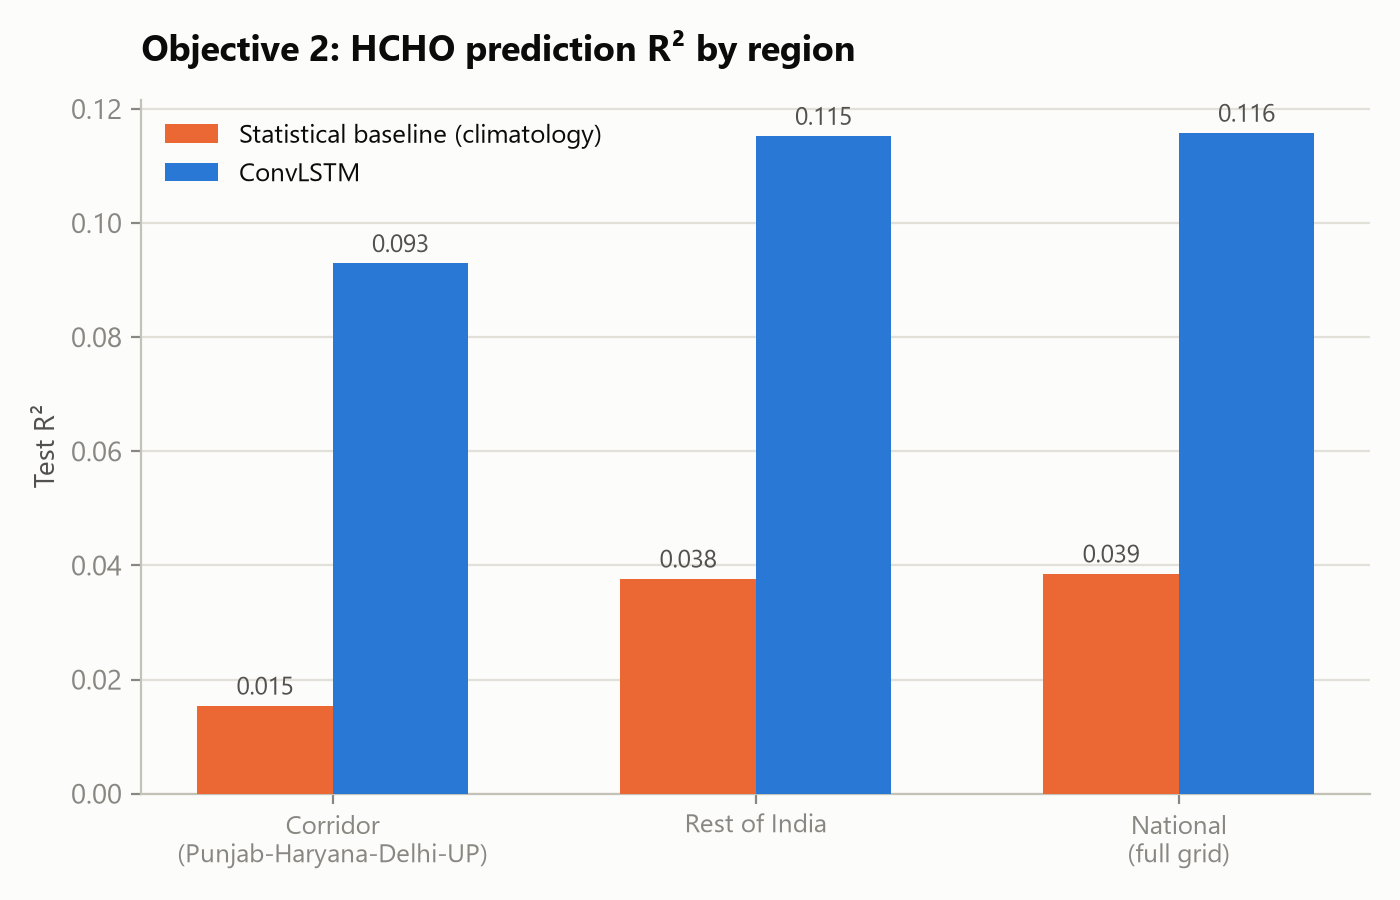 Objective 2: HCHO prediction R² by region
Statistical baseline (climatology)
ConvLSTM
Test R²
0.12
0.10
0.08
0.06
0.04
0.02
0.00
0.015
0.093
0.038
0.115
0.039
0.116
Corridor
(Punjab-Haryana-Delhi-UP)
Rest of India
National
(full grid)